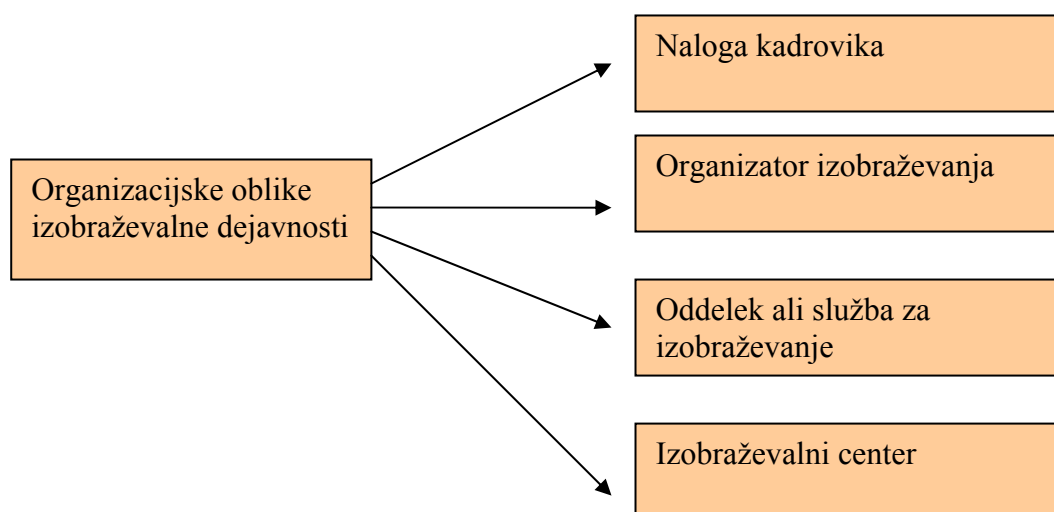 Organizacijske oblike
izobraževalne dejavnosti
Naloga kadrovika
Organizator izobraževanja
Oddelek ali služba za
izobraževanje
Izobraževalni center